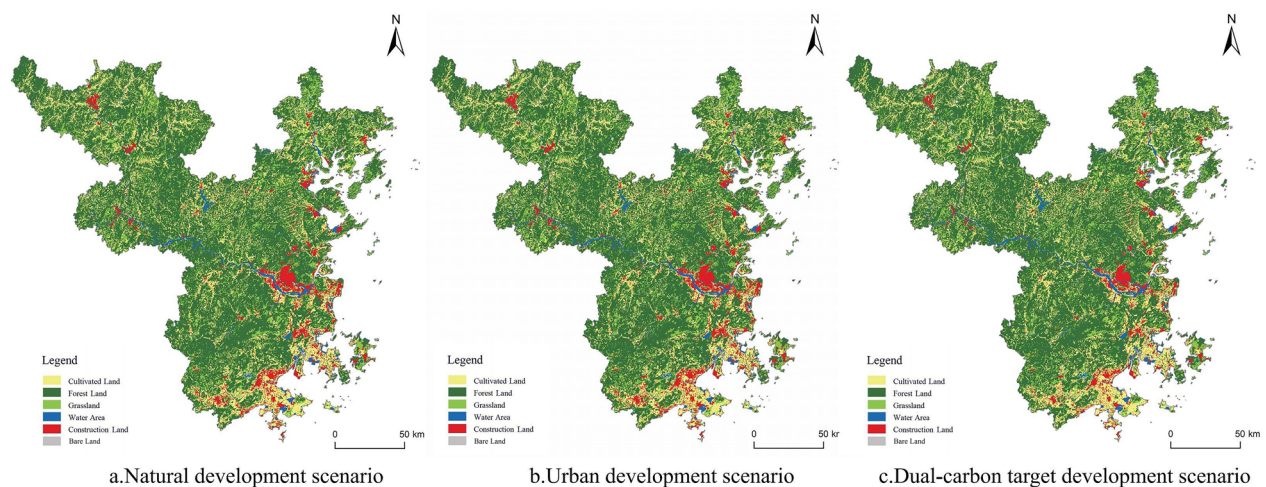 N
Legend
Cultivated Land
Forest Land
Grassland
Water Area
Construction Land
Bare Land
0 50 km
a.Natural development scenario
N
Legend
Cultivated Land
Forest Land
Grassland
Water Area
Construction Land
Bare Land
0 50 kr
b.Urban development scenario
N
Legend
Cultivated Land
Forest Land
Grassland
Water Area
Construction Land
Bare Land
0 50 km
c.Dual-carbon target development scenario